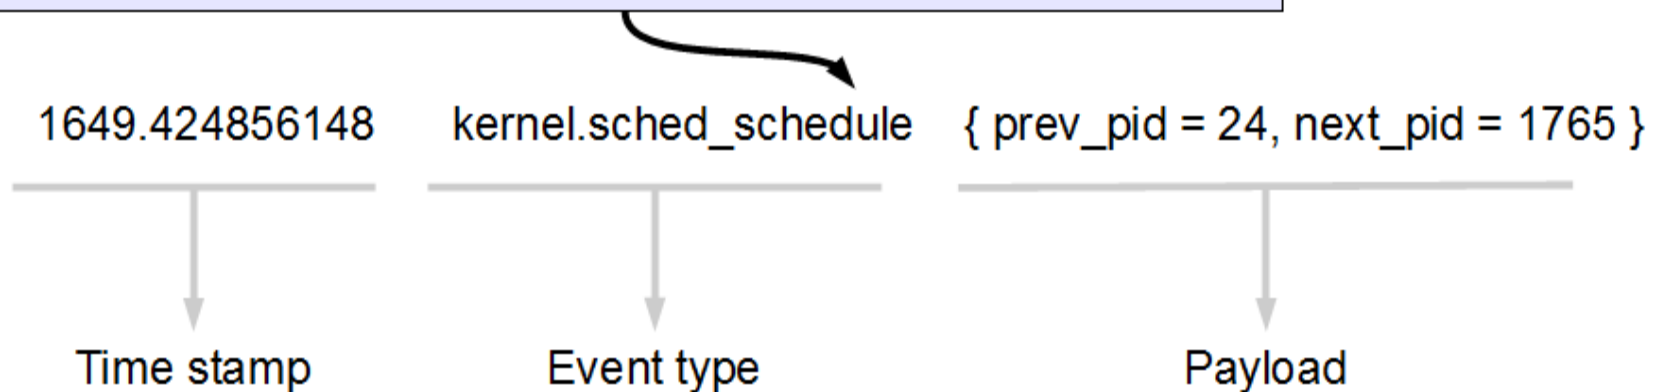 1649.424856148 kernel.sched_schedule { prev_pid = 24, next_pid = 1765 }
Time stamp Event type Payload